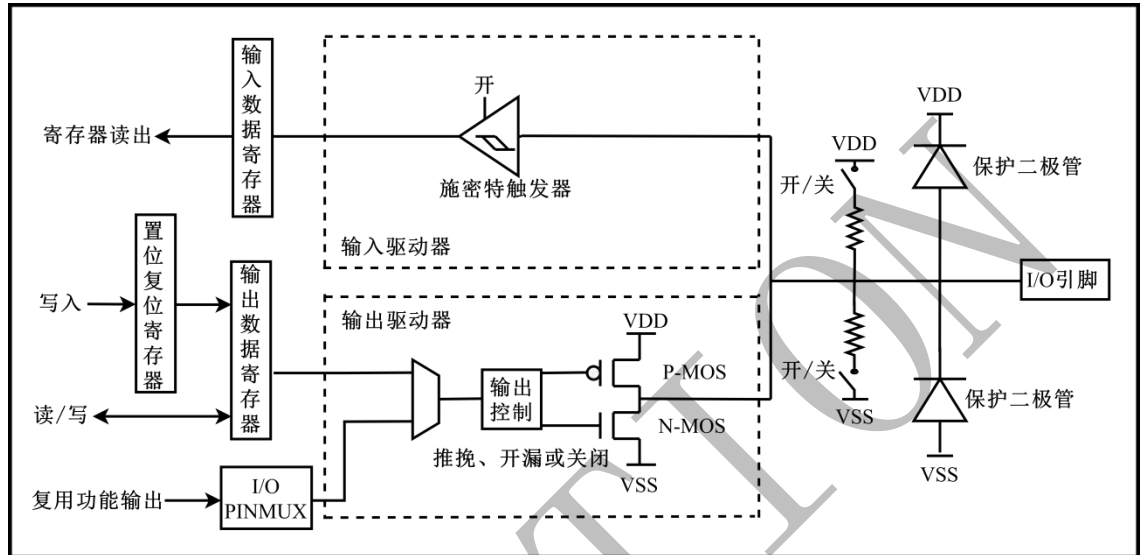 输入数据寄存器
开
寄存器读出
施密特触发器
输入驱动器
VDD
VDD
开/关
保护二极管
I/O引脚
置位复位寄存器
写入
输出数据寄存器
读/写
输出驱动器
VDD
输出
控制
P-MOS
N-MOS
推挽、开漏或关闭
VSS
开/关
VSS
保护二极管
VSS
复用功能输出
I/O
PINMUX